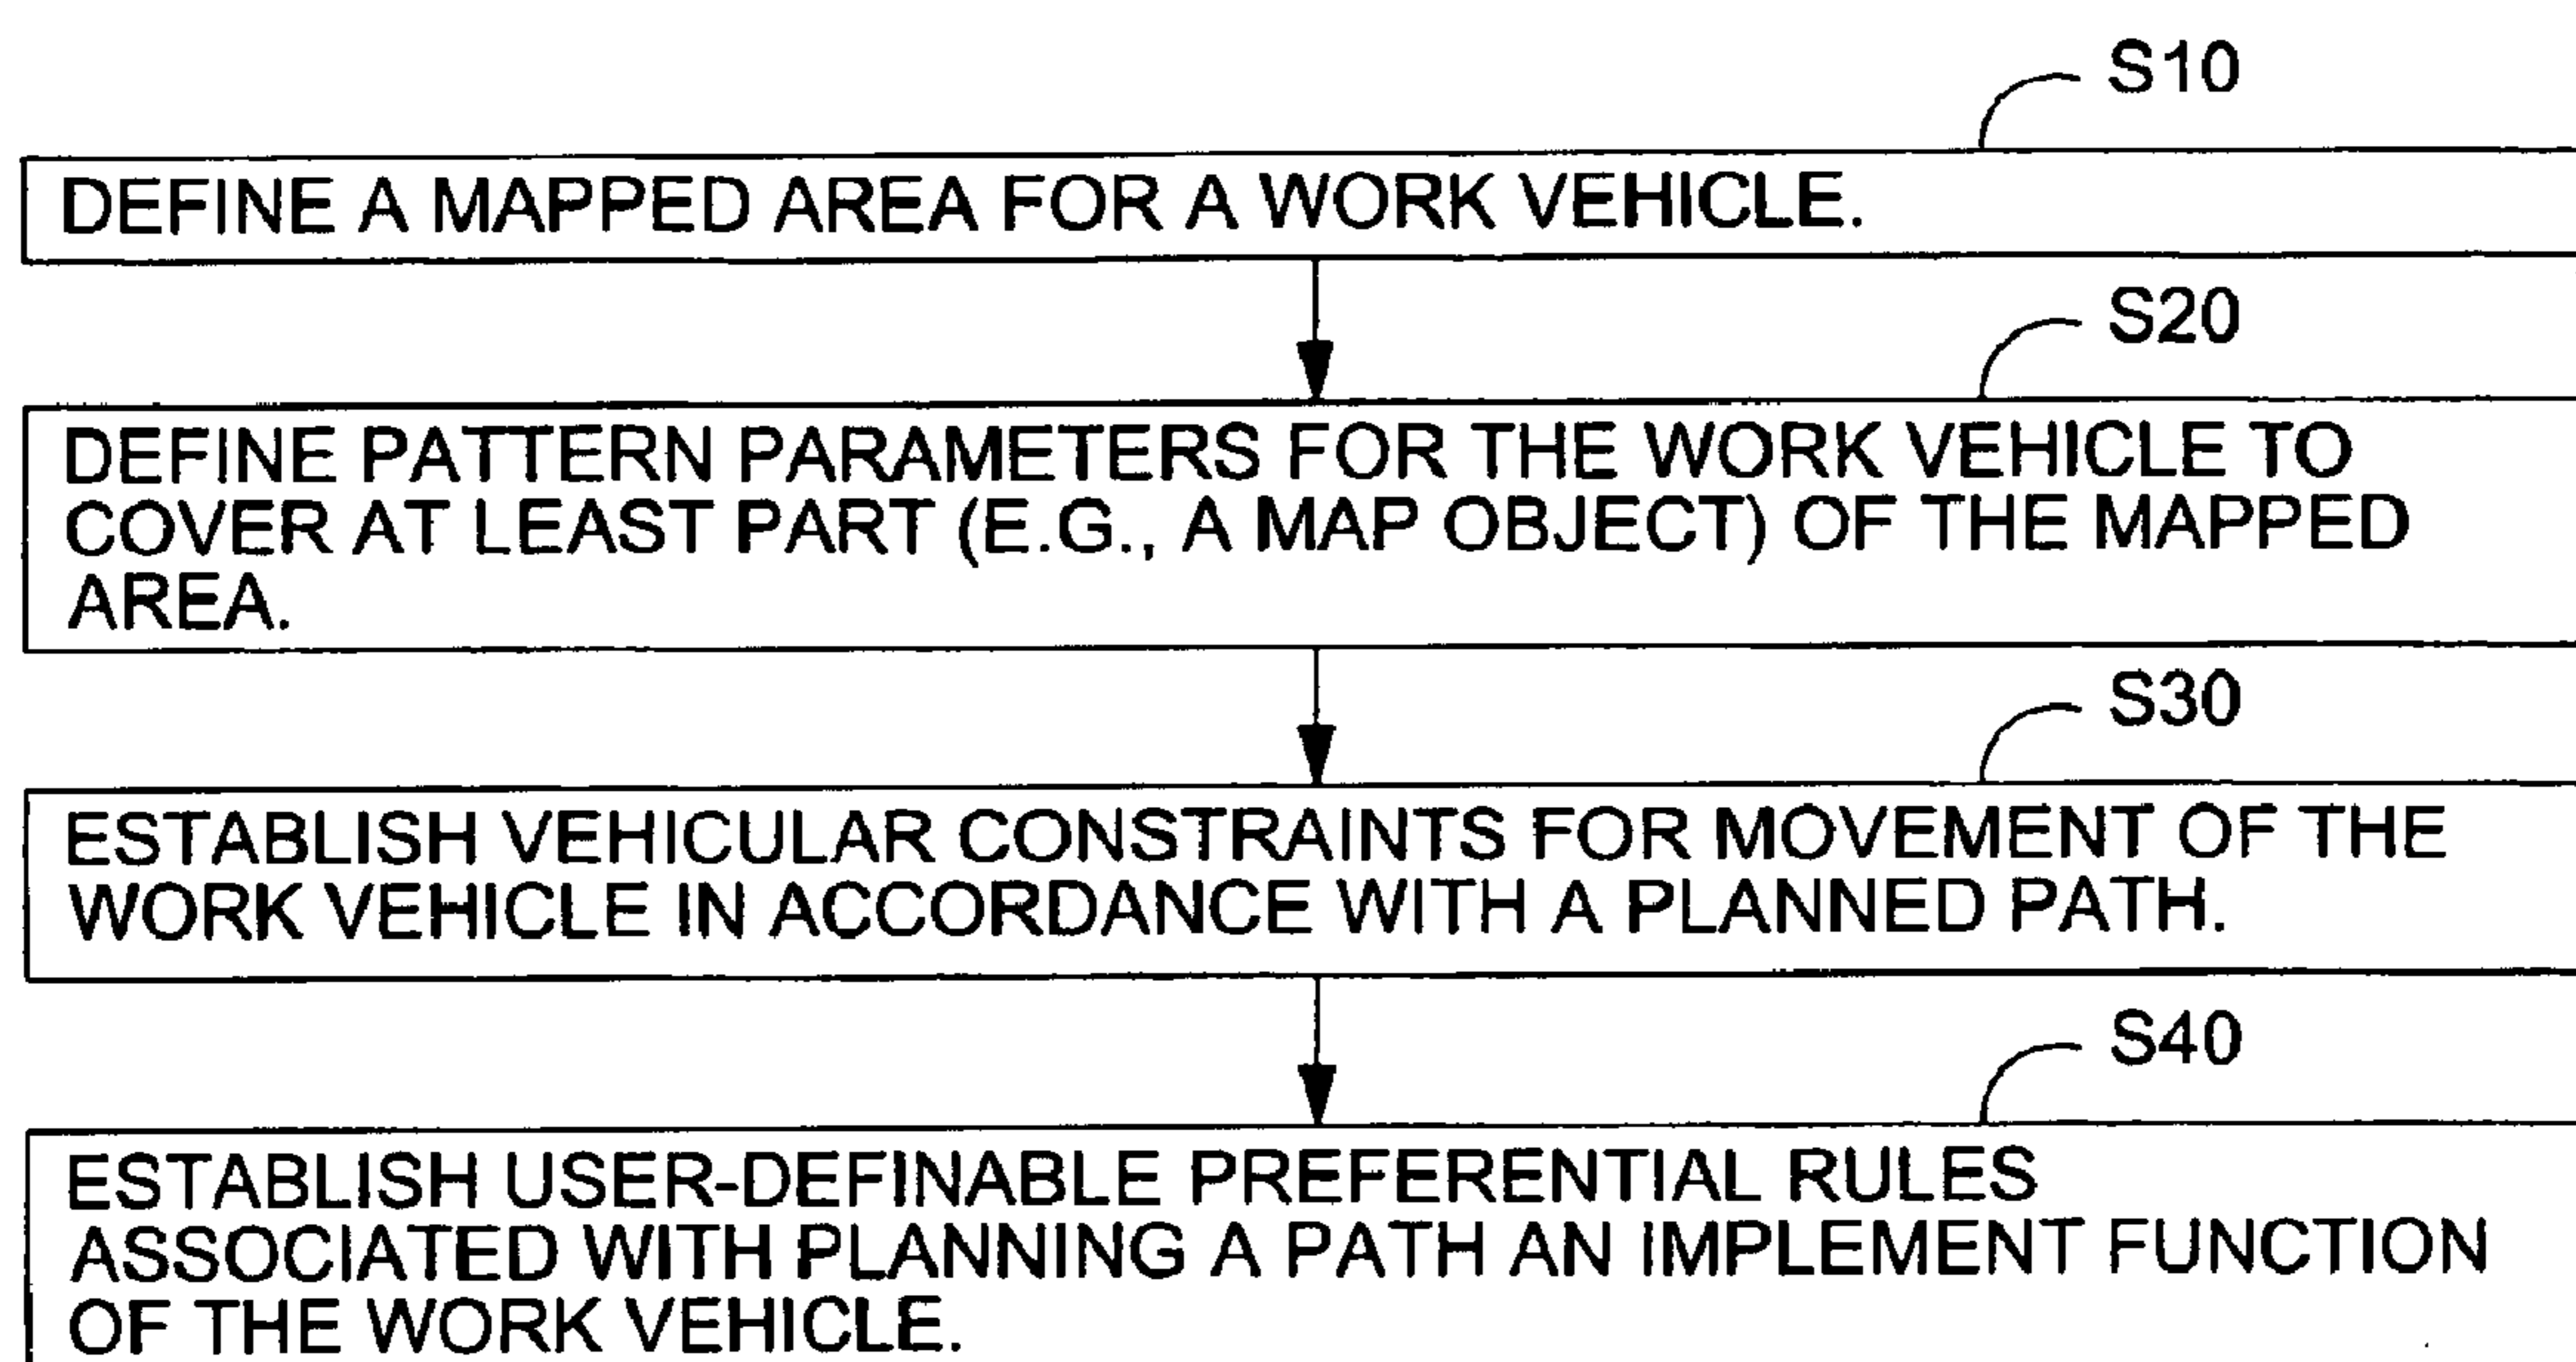 S10
DEFINE A MAPPED AREA FOR A WORK VEHICLE.
S20
DEFINE PATTERN PARAMETERS FOR THE WORK VEHICLE TO
COVER AT LEAST PART (E.G., A MAP OBJECT) OF THE MAPPED
AREA.
S30
ESTABLISH VEHICULAR CONSTRAINTS FOR MOVEMENT OF THE
WORK VEHICLE IN ACCORDANCE WITH A PLANNED PATH.
S40
ESTABLISH USER-DEFINABLE PREFERENTIAL RULES
ASSOCIATED WITH PLANNING A PATH AN IMPLEMENT FUNCTION
OF THE WORK VEHICLE.